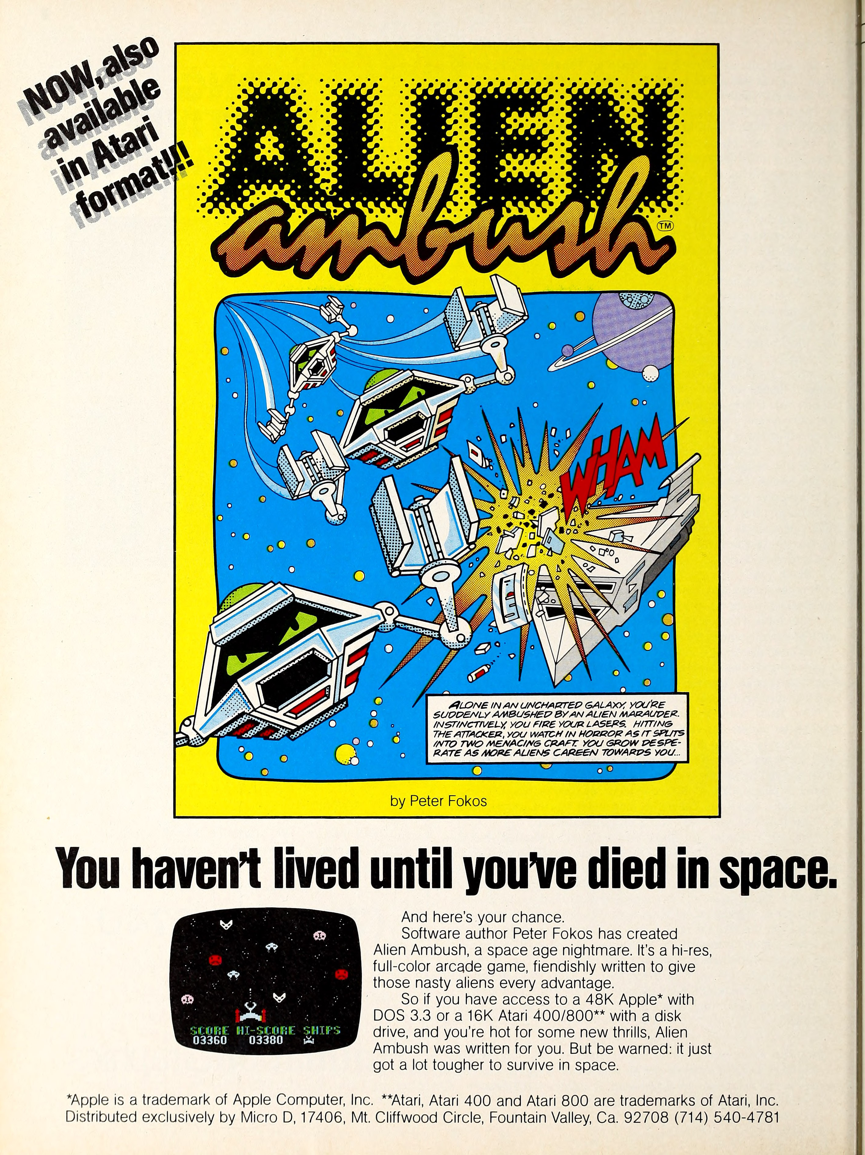 NOW, also
available
in Atari
format!!!
ALIEN
ambush TM
WHAM
ALONE IN AN UNCHARTED GALAXY, YOU'RE
SUDDENLY AMBUSHED BY AN ALIEN MARAUDER.
INSTINCTIVELY, YOU FIRE YOUR LASERS. HITTING
THE ATTACKER, YOU WATCH IN HORROR AS IT SPLITS
INTO TWO MENACING CRAFT. YOU GROW DESPE-
RATE AS MORE ALIENS CAREEN TOWARDS YOU...
by Peter Fokos
You haven't lived until you've died in space.
SCORE HI-SCORE SHIPS
03360 03380
And here's your chance.
Software author Peter Fokos has created
Alien Ambush, a space age nightmare. It's a hi-res,
full-color arcade game, fiendishly written to give
those nasty aliens every advantage.
So if you have access to a 48K Apple* with
DOS 3.3 or a 16K Atari 400/800** with a disk
drive, and you're hot for some new thrills, Alien
Ambush was written for you. But be warned: it just
got a lot tougher to survive in space.
*Apple is a trademark of Apple Computer, Inc. **Atari, Atari 400 and Atari 800 are trademarks of Atari, Inc.
Distributed exclusively by Micro D, 17406, Mt. Cliffwood Circle, Fountain Valley, Ca. 92708 (714) 540-4781